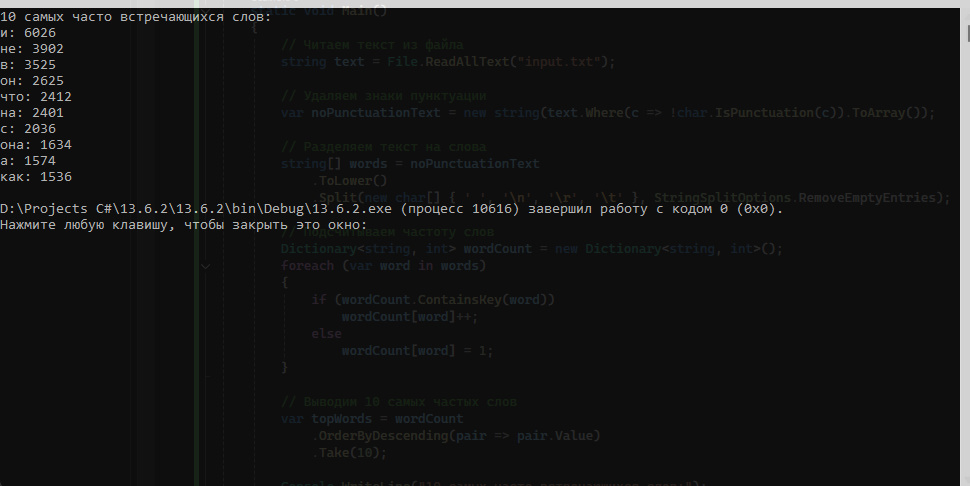 static void Main()
10 самых часто встречающихся слов:
{
и: 6026
// Читаем текст из файла
не: 3902
string text = File.ReadAllText("input.txt");
в: 3525
он: 2625
что: 2412
// Удаляем знаки пунктуации
на: 2401
var noPunctuationText = new string(text.Where(c => !char.IsPunctuation(c)).ToArray());
с: 2036
она: 1634
// Разделяем текст на слова
а: 1574
string[] words = noPunctuationText
как: 1536
.ToLower()
.Split(new char[] { ' ', '\n', '\r', '\t' }, StringSplitOptions.RemoveEmptyEntries);
D:\Projects C#\13.6.2\13.6.2\bin\Debug\13.6.2.exe (процесс 10616) завершил работу с кодом 0 (0x0).
Нажмите любую клавишу, чтобы закрыть это окно:
// Подсчитываем частоту слов
Dictionary<string, int> wordCount = new Dictionary<string, int>();
foreach (var word in words)
{
if (wordCount.ContainsKey(word))
wordCount[word]++;
else
wordCount[word] = 1;
}
// Выводим 10 самых частых слов
var topWords = wordCount
.OrderByDescending(pair => pair.Value)
.Take(10);